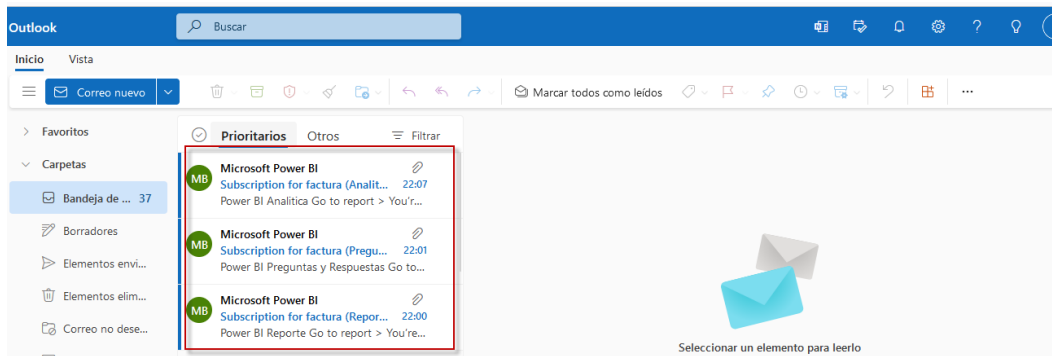 Outlook
Buscar
Inicio Vista
Correo nuevo
Marcar todos como leídos
Favoritos
Carpetas
Bandeja de ... 37
Borradores
Elementos envi...
Elementos elim...
Correo no dese...
Prioritarios Otros Filtrar
MB
Microsoft Power BI
Subscription for factura (Analit... 22:07
Power BI Analitica Go to report > You'r...
MB
Microsoft Power BI
Subscription for factura (Pregu... 22:01
Power BI Preguntas y Respuestas Go to...
MB
Microsoft Power BI
Subscription for factura (Repor... 22:00
Power BI Reporte Go to report > You're...
Seleccionar un elemento para leerlo